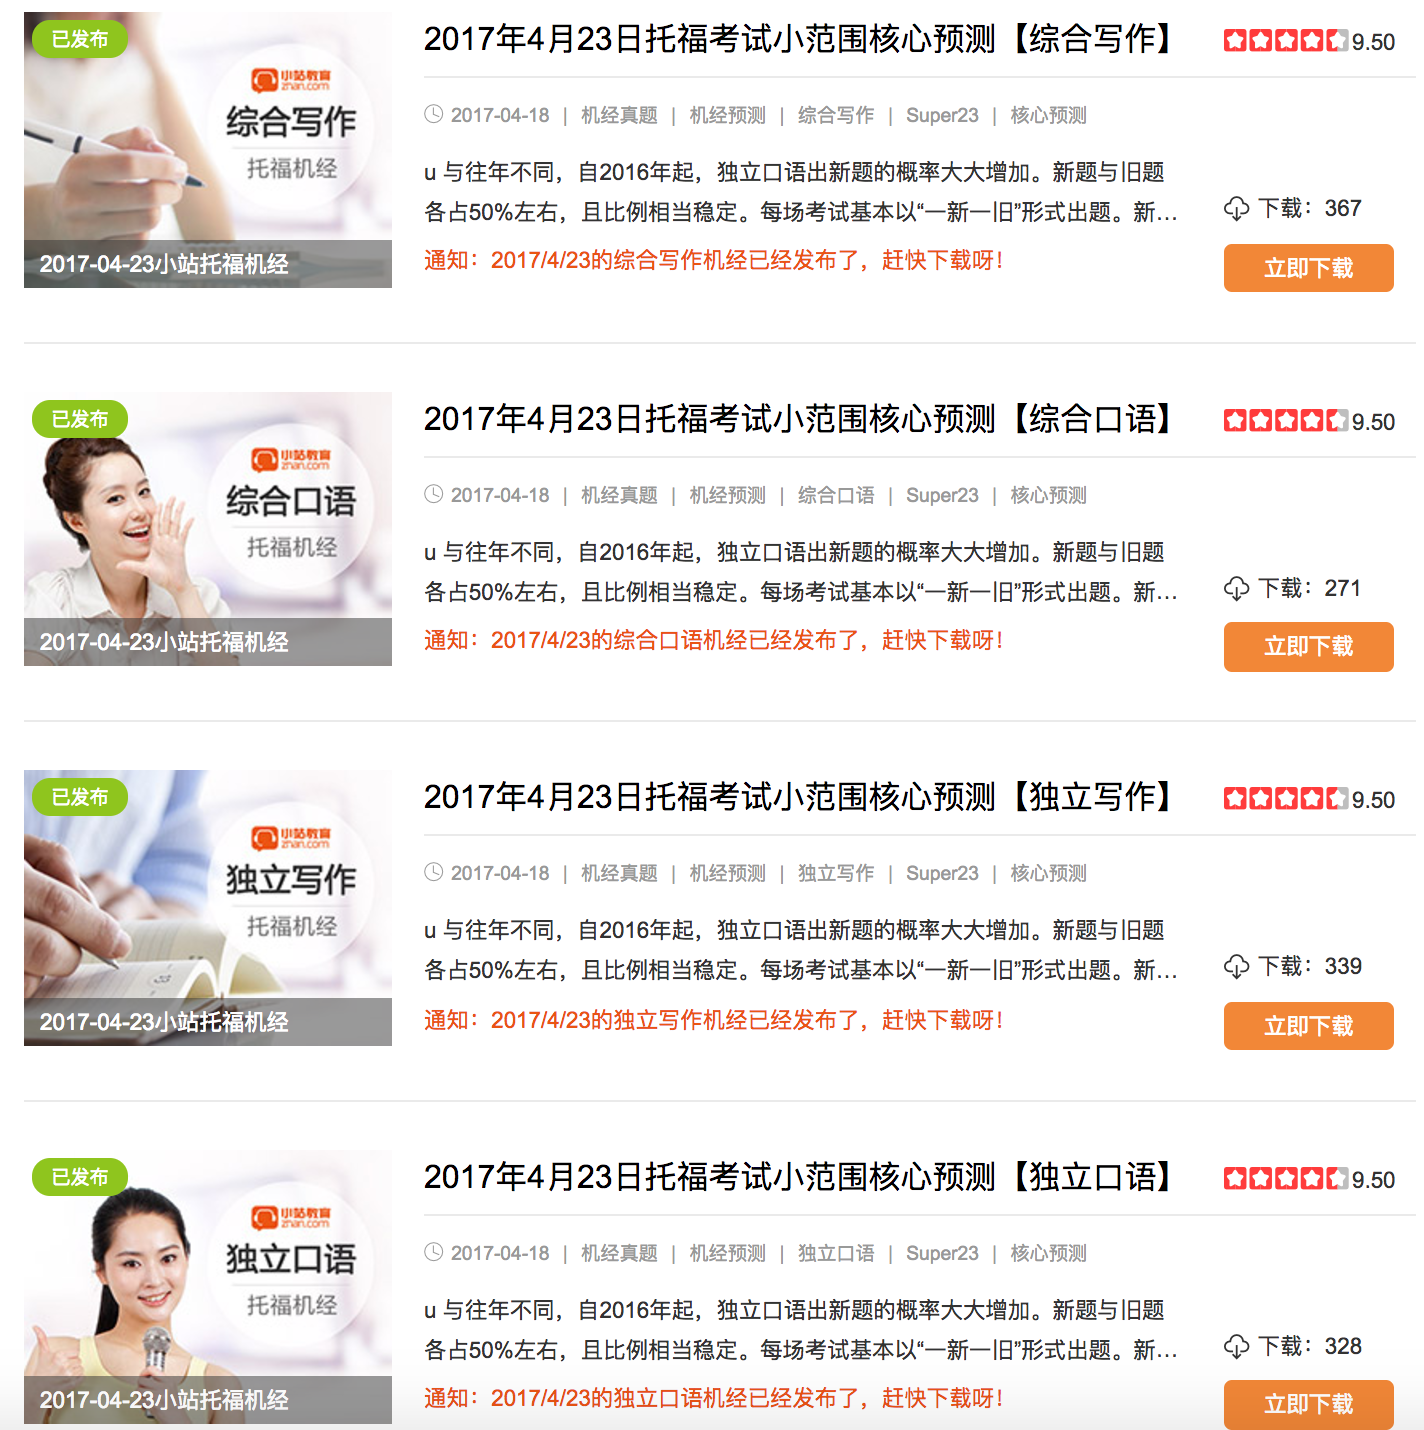 已发布
小站教育
zhan.com
综合写作
托福机经
2017-04-23小站托福机经
2017年4月23日托福考试小范围核心预测【综合写作】
9.50
2017-04-18 | 机经真题 | 机经预测 | 综合写作 | Super23 | 核心预测
u 与往年不同，自2016年起，独立口语出新题的概率大大增加。新题与旧题
各占50%左右，且比例相当稳定。每场考试基本以“一新一旧”形式出题。新…
下载：367
通知：2017/4/23的综合写作机经已经发布了，赶快下载呀！
立即下载
已发布
小站教育
zhan.com
综合口语
托福机经
2017-04-23小站托福机经
2017年4月23日托福考试小范围核心预测【综合口语】
9.50
2017-04-18 | 机经真题 | 机经预测 | 综合口语 | Super23 | 核心预测
u 与往年不同，自2016年起，独立口语出新题的概率大大增加。新题与旧题
各占50%左右，且比例相当稳定。每场考试基本以“一新一旧”形式出题。新…
下载：271
通知：2017/4/23的综合口语机经已经发布了，赶快下载呀！
立即下载
已发布
小站教育
zhan.com
独立写作
托福机经
2017-04-23小站托福机经
2017年4月23日托福考试小范围核心预测【独立写作】
9.50
2017-04-18 | 机经真题 | 机经预测 | 独立写作 | Super23 | 核心预测
u 与往年不同，自2016年起，独立口语出新题的概率大大增加。新题与旧题
各占50%左右，且比例相当稳定。每场考试基本以“一新一旧”形式出题。新…
下载：339
通知：2017/4/23的独立写作机经已经发布了，赶快下载呀！
立即下载
已发布
小站教育
zhan.com
独立口语
托福机经
2017-04-23小站托福机经
2017年4月23日托福考试小范围核心预测【独立口语】
9.50
2017-04-18 | 机经真题 | 机经预测 | 独立口语 | Super23 | 核心预测
u 与往年不同，自2016年起，独立口语出新题的概率大大增加。新题与旧题
各占50%左右，且比例相当稳定。每场考试基本以“一新一旧”形式出题。新…
下载：328
通知：2017/4/23的独立口语机经已经发布了，赶快下载呀！
立即下载